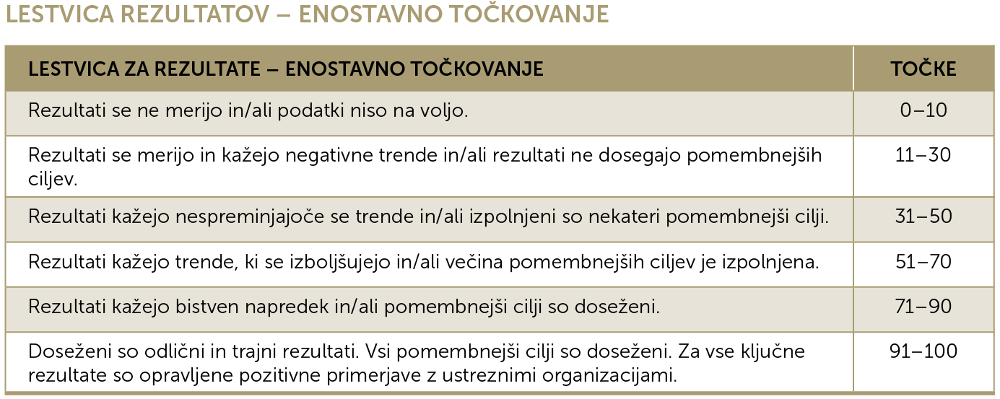 LESTVICA REZULTATOV – ENOSTAVNO TOČKOVANJE
LESTVICA ZA REZULTATE – ENOSTAVNO TOČKOVANJE TOČKE
Rezultati se ne merijo in/ali podatki niso na voljo. 0–10
Rezultati se merijo in kažejo negativne trende in/ali rezultati ne dosegajo pomembnejših 11–30
ciljev.
Rezultati kažejo nespreminjajoče se trende in/ali izpolnjeni so nekateri pomembnejši cilji. 31–50
Rezultati kažejo trende, ki se izboljšujejo in/ali večina pomembnejših ciljev je izpolnjena. 51–70
Rezultati kažejo bistven napredek in/ali pomembnejši cilji so doseženi. 71–90
Doseženi so odlični in trajni rezultati. Vsi pomembnejši cilji so doseženi. Za vse ključne 91–100
rezultate so opravljene pozitivne primerjave z ustreznimi organizacijami.